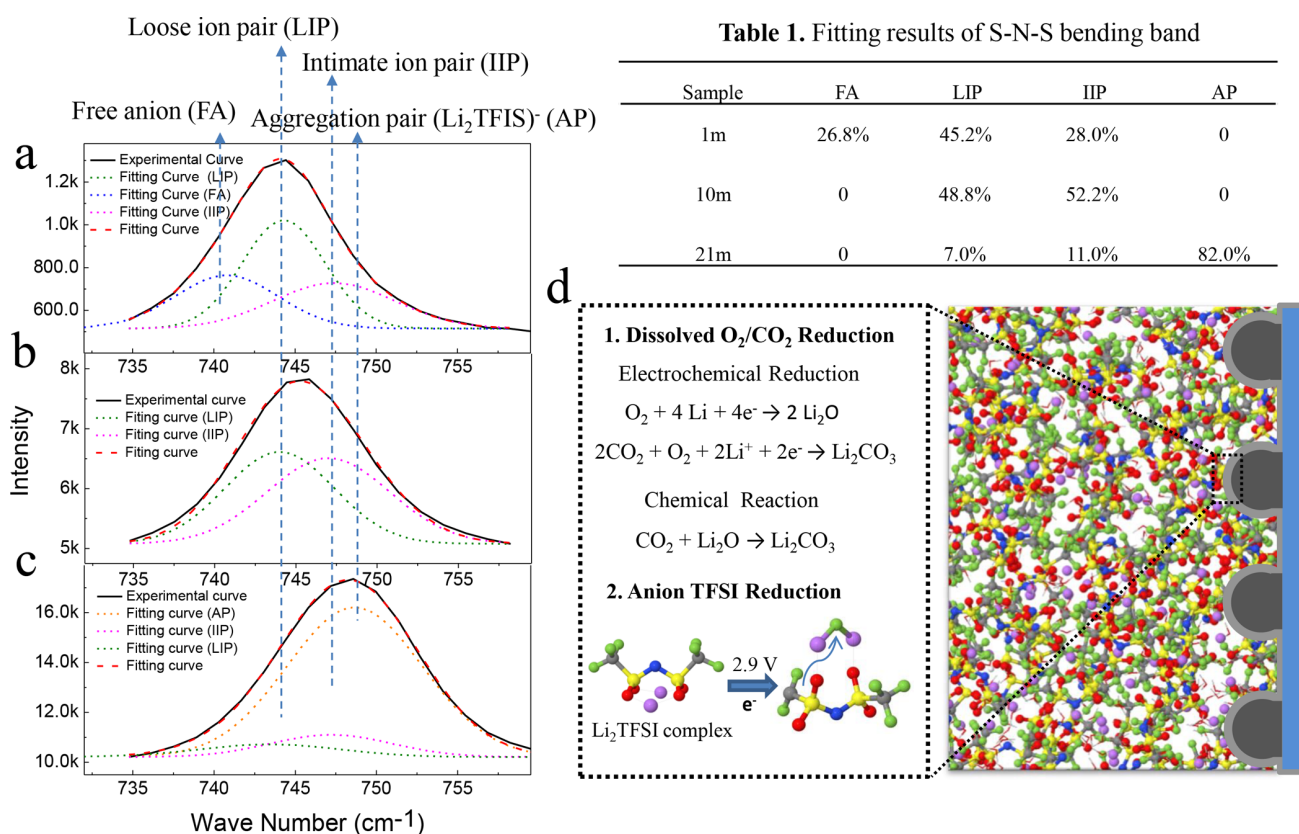 Loose ion pair (LIP)
Intimate ion pair (IIP)
Free anion (FA)
Aggregation pair (Li₂TFIS)⁻ (AP)
a
Experimental Curve
Fitting Curve (LIP)
Fitting Curve (FA)
Fitting Curve (IIP)
Fitting Curve
1.2k
1.0k
800.0
600.0
735 740 745 750 755
b
8k
7k
6k
5k
Experimental curve
Fitting curve (LIP)
Fitting curve (IIP)
Fitting curve
735 740 745 750 755
Intensity
c
16.0k
14.0k
12.0k
10.0k
Experimental curve
Fitting curve (AP)
Fitting curve (IIP)
Fitting curve (LIP)
Fitting curve
735 740 745 750 755
Wave Number (cm⁻¹)
Table 1. Fitting results of S-N-S bending band
Sample FA LIP IIP AP
1m 26.8% 45.2% 28.0% 0
10m 0 48.8% 52.2% 0
21m 0 7.0% 11.0% 82.0%
d
1. Dissolved O₂/CO₂ Reduction
Electrochemical Reduction
O₂ + 4 Li + 4e⁻ → 2 Li₂O
2CO₂ + O₂ + 2Li⁺ + 2e⁻ → Li₂CO₃
Chemical Reaction
CO₂ + Li₂O → Li₂CO₃
2. Anion TFSI Reduction
2.9 V
e⁻
Li₂TFSI complex